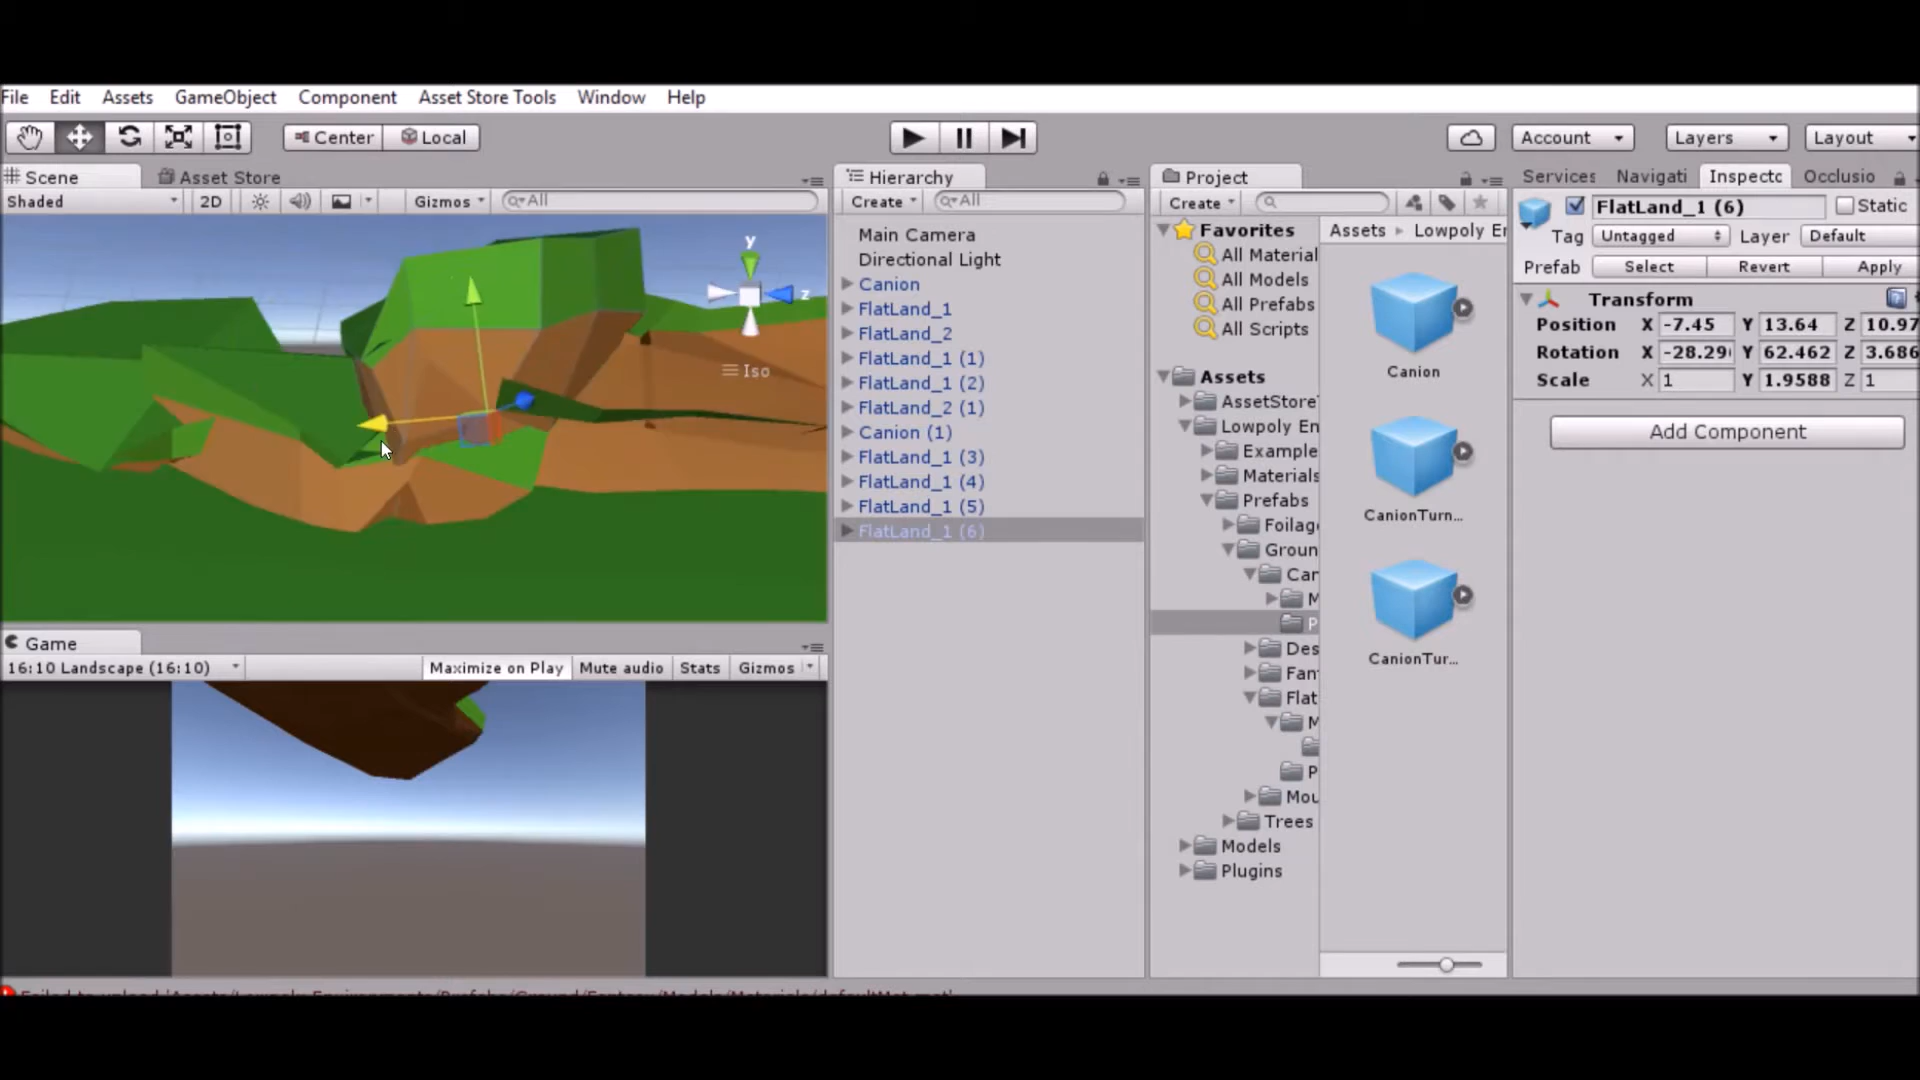 File Edit Assets GameObject Component Asset Store Tools Window Help
Center Local Account Layers Layout
Scene Asset Store
Shaded 2D Gizmos All
y
z
Iso
Game
16:10 Landscape (16:10) Maximize on Play Mute audio Stats Gizmos
Hierarchy
Create All
Main Camera
Directional Light
Canion
FlatLand_1
FlatLand_2
FlatLand_1 (1)
FlatLand_1 (2)
FlatLand_2 (1)
Canion (1)
FlatLand_1 (3)
FlatLand_1 (4)
FlatLand_1 (5)
FlatLand_1 (6)
Project
Create
Favorites
All Material
All Models
All Prefabs
All Scripts
Assets
AssetStore
Lowpoly En
Example
Materials
Prefabs
Foliag
Groun
Can
M
P
Des
Fan
Flat
M
P
Mou
Trees
Models
Plugins
Assets Lowpoly Er
Canion
CanionTurn...
CanionTur...
Services Navigati Inspectc Occlusio
FlatLand_1 (6) Static
Tag Untagged Layer Default
Prefab Select Revert Apply
Transform
Position X -7.45 Y 13.64 Z 10.97
Rotation X -28.29 Y 62.462 Z 3.686
Scale X 1 Y 1.9588 Z 1
Add Component